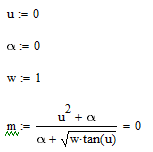 u := 0
α := 0
w := 1
m := (u² + α) / (α + √(w·tan(u))) = 0